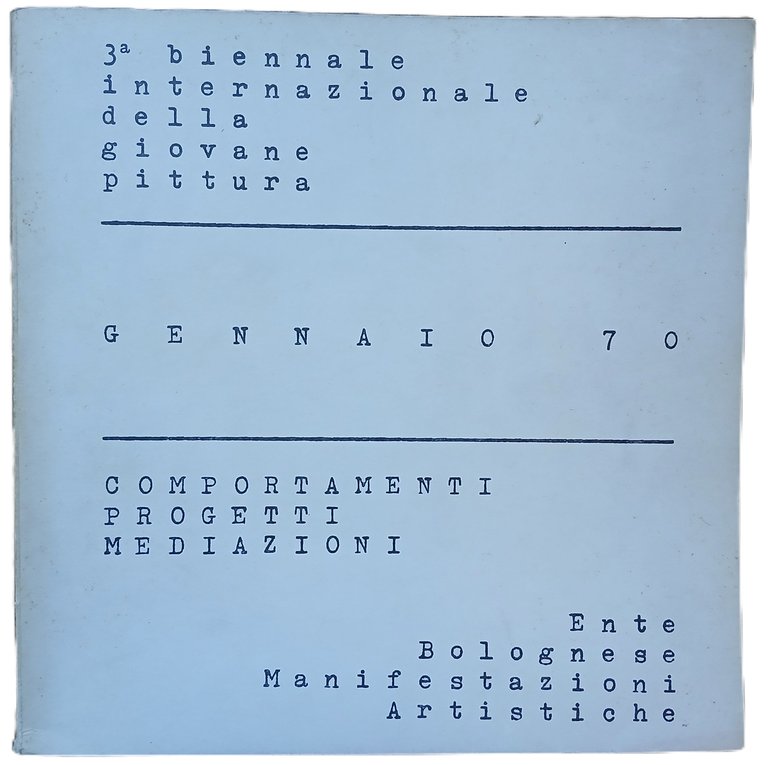 3ª biennale
internazionale
della
giovane
pittura
GENNAIO 70
COMPORTAMENTI
PROGETTI
MEDIAZIONI
Ente
Bolognese
Manifestazioni
Artistiche